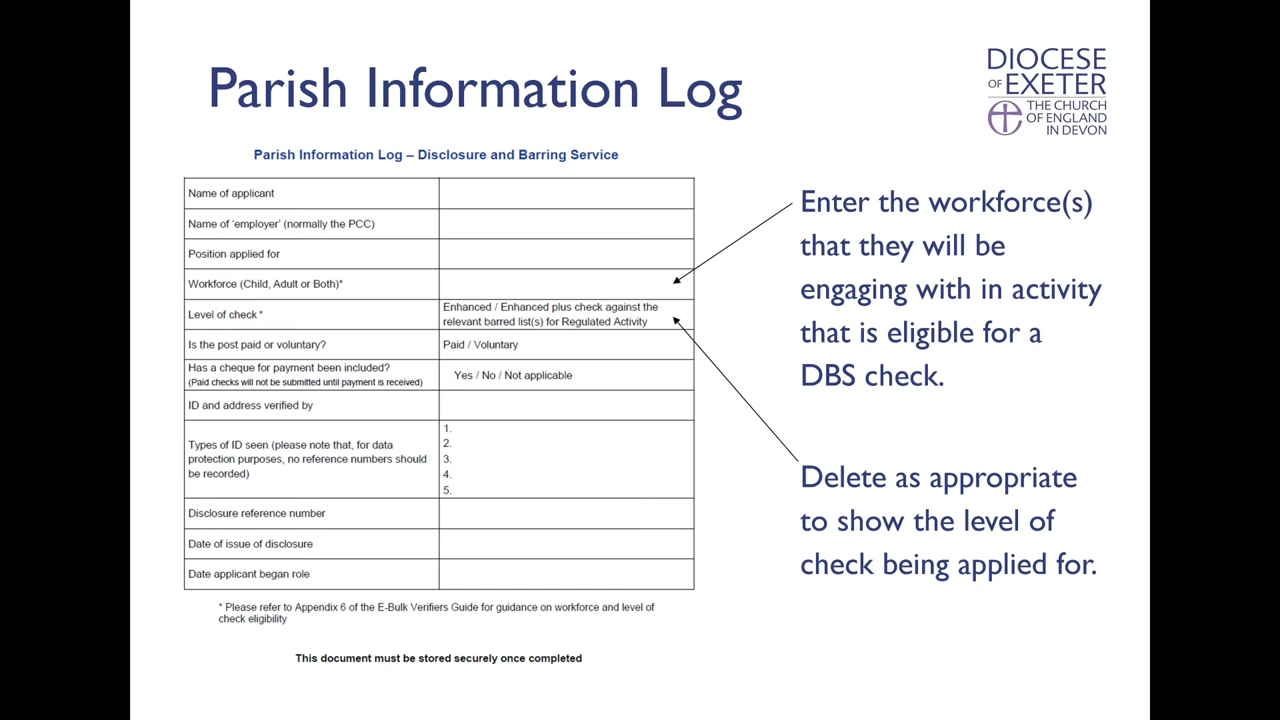 Parish Information Log
DIOCESE
OF EXETER
THE CHURCH
OF ENGLAND
IN DEVON
Parish Information Log – Disclosure and Barring Service
Name of applicant
Name of ‘employer’ (normally the PCC)
Position applied for
Workforce (Child, Adult or Both)*
Level of check *
Enhanced / Enhanced plus check against the
relevant barred list(s) for Regulated Activity
Is the post paid or voluntary?
Paid / Voluntary
Has a cheque for payment been included?
(Paid checks will not be submitted until payment is received)
Yes / No / Not applicable
ID and address verified by
Types of ID seen (please note that, for data
protection purposes, no reference numbers should
be recorded)
1.
2.
3.
4.
5.
Disclosure reference number
Date of issue of disclosure
Date applicant began role
* Please refer to Appendix 6 of the E-Bulk Verifiers Guide for guidance on workforce and level of
check eligibility
This document must be stored securely once completed
Enter the workforce(s)
that they will be
engaging with in activity
that is eligible for a
DBS check.
Delete as appropriate
to show the level of
check being applied for.